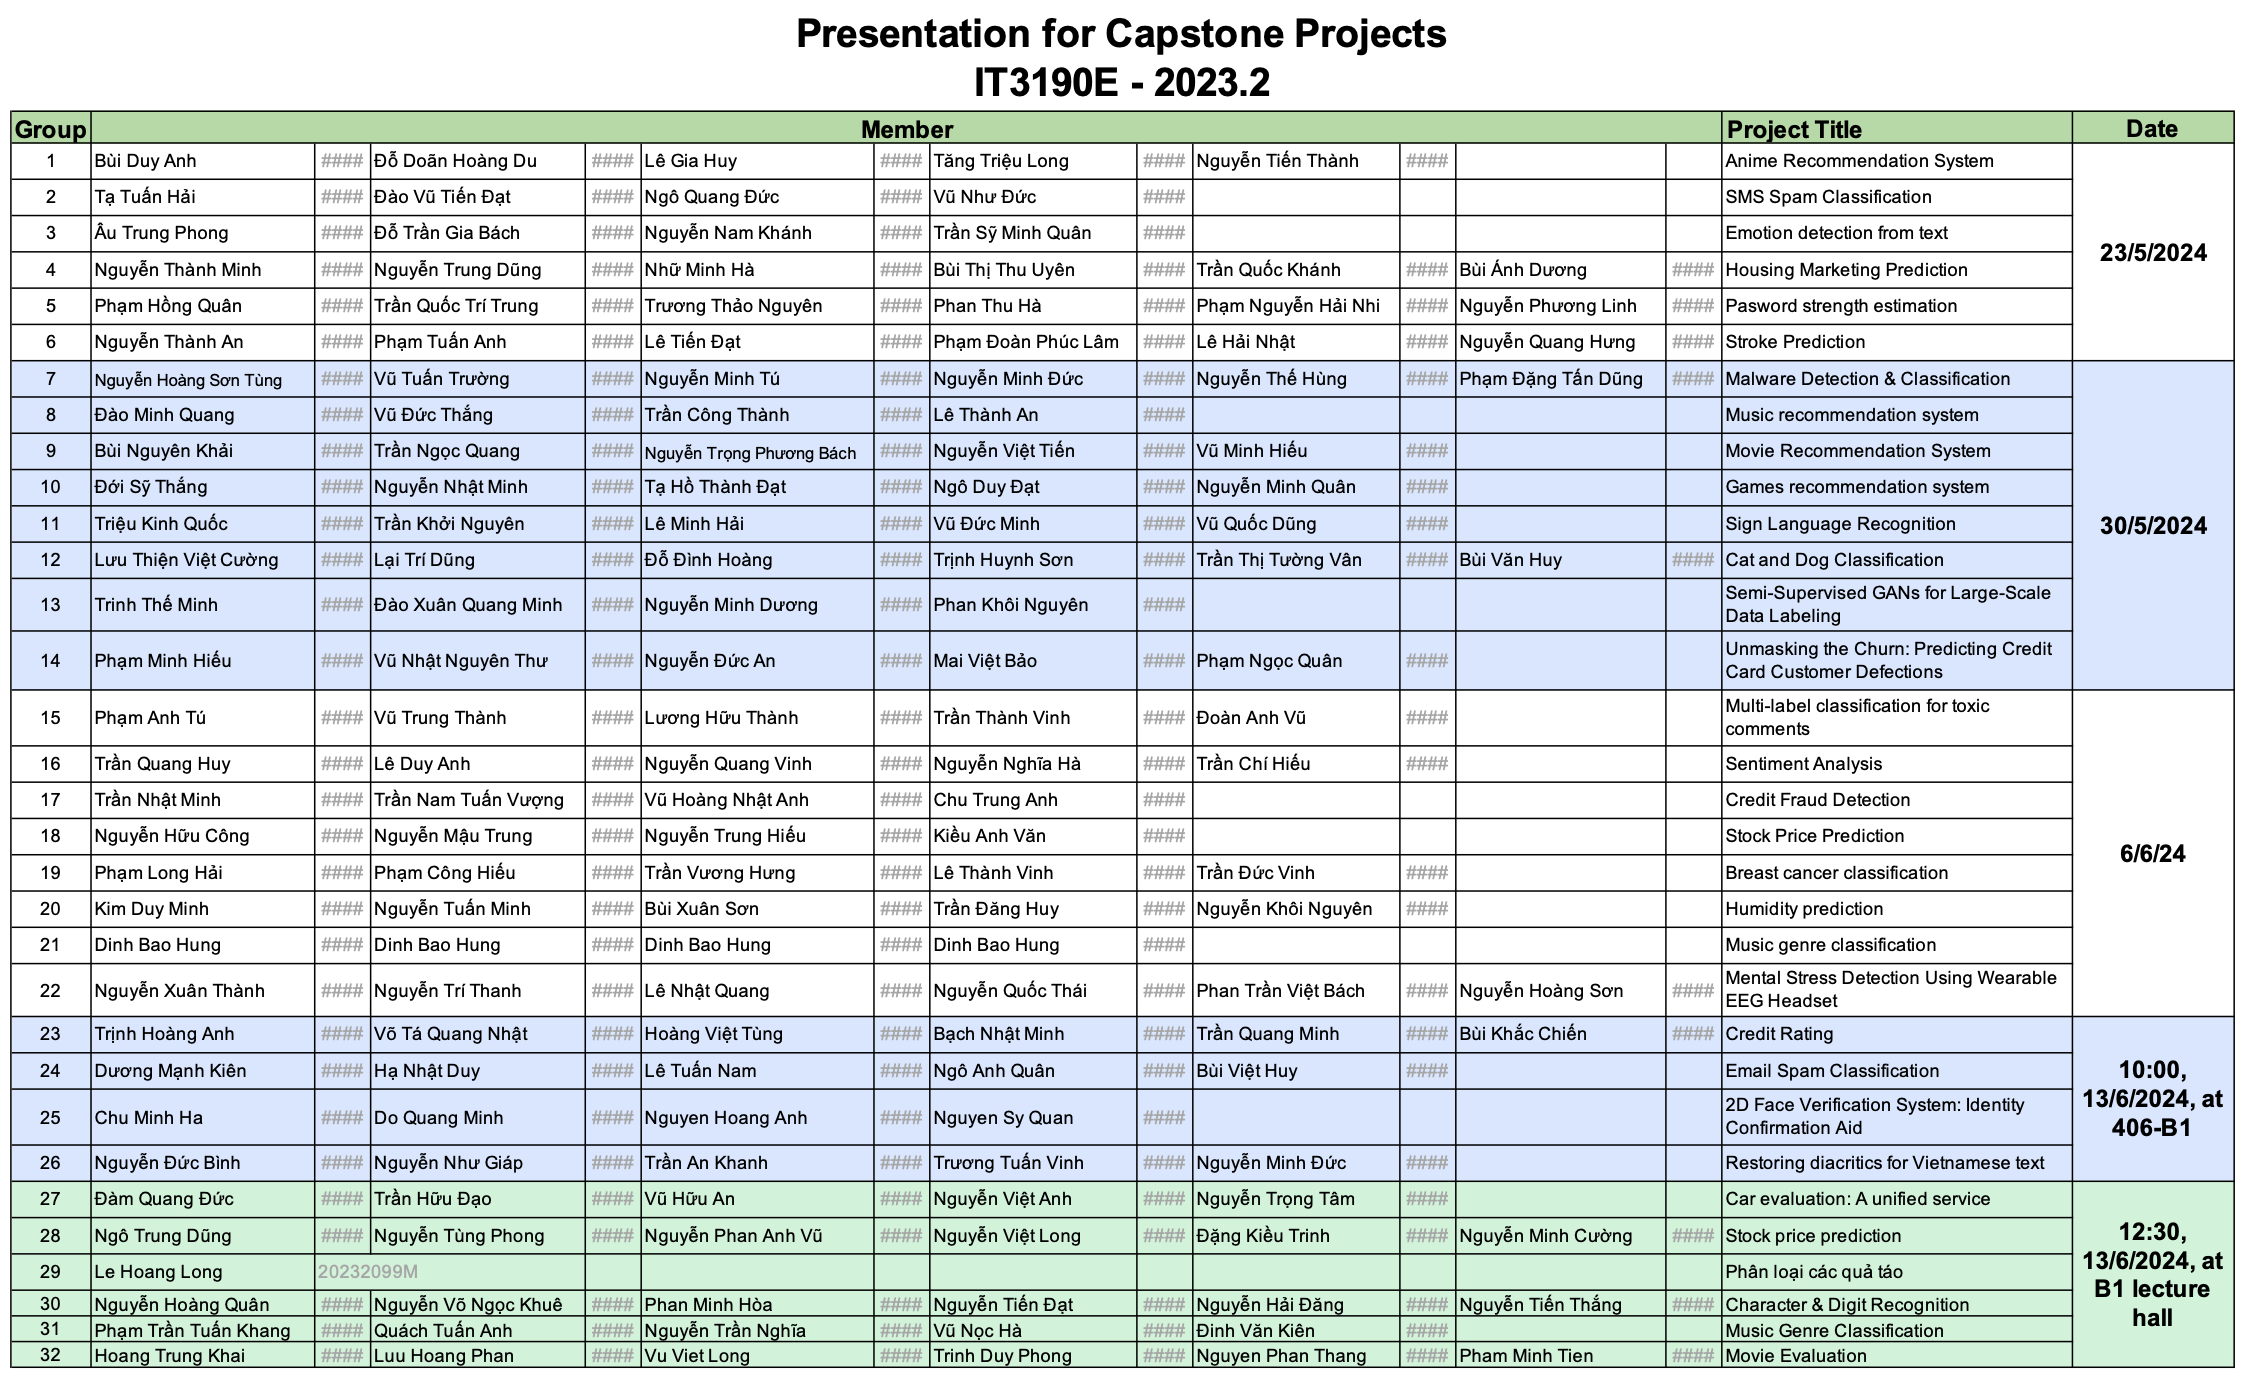 Presentation for Capstone Projects
IT3190E - 2023.2
Group Member Project Title Date
1 Bùi Duy Anh #### Đỗ Doãn Hoàng Du #### Lê Gia Huy #### Tăng Triệu Long #### Nguyễn Tiến Thành #### Anime Recommendation System
2 Tạ Tuấn Hải #### Đào Vũ Tiến Đạt #### Ngô Quang Đức #### Vũ Như Đức #### SMS Spam Classification
3 Âu Trung Phong #### Đỗ Trần Gia Bách #### Nguyễn Nam Khánh #### Trần Sỹ Minh Quân #### Emotion detection from text
23/5/2024
4 Nguyễn Thành Minh #### Nguyễn Trung Dũng #### Nhữ Minh Hà #### Bùi Thị Thu Uyên #### Trần Quốc Khánh #### Bùi Ánh Dương #### Housing Marketing Prediction
5 Phạm Hồng Quân #### Trần Quốc Trí Trung #### Trương Thảo Nguyên #### Phan Thu Hà #### Phạm Nguyễn Hải Nhi #### Nguyễn Phương Linh #### Pasword strength estimation
6 Nguyễn Thành An #### Phạm Tuấn Anh #### Lê Tiến Đạt #### Phạm Đoàn Phúc Lâm #### Lê Hải Nhật #### Nguyễn Quang Hưng #### Stroke Prediction
7 Nguyễn Hoàng Sơn Tùng #### Vũ Tuấn Trường #### Nguyễn Minh Tú #### Nguyễn Minh Đức #### Nguyễn Thế Hùng #### Phạm Đặng Tấn Dũng #### Malware Detection & Classification
8 Đào Minh Quang #### Vũ Đức Thắng #### Trần Công Thành #### Lê Thành An #### Music recommendation system
9 Bùi Nguyên Khải #### Trần Ngọc Quang #### Nguyễn Trọng Phương Bách #### Nguyễn Việt Tiến #### Vũ Minh Hiếu #### Movie Recommendation System
10 Đới Sỹ Thắng #### Nguyễn Nhật Minh #### Tạ Hồ Thành Đạt #### Ngô Duy Đạt #### Nguyễn Minh Quân #### Games recommendation system
11 Triệu Kinh Quốc #### Trần Khởi Nguyên #### Lê Minh Hải #### Vũ Đức Minh #### Vũ Quốc Dũng #### Sign Language Recognition
30/5/2024
12 Lưu Thiện Việt Cường #### Lại Trí Dũng #### Đỗ Đình Hoàng #### Trịnh Huynh Sơn #### Trần Thị Tường Vân #### Bùi Văn Huy #### Cat and Dog Classification
13 Trinh Thế Minh #### Đào Xuân Quang Minh #### Nguyễn Minh Dương #### Phan Khôi Nguyên #### Semi-Supervised GANs for Large-Scale
Data Labeling
14 Phạm Minh Hiếu #### Vũ Nhật Nguyên Thư #### Nguyễn Đức An #### Mai Việt Bảo #### Phạm Ngọc Quân #### Unmasking the Churn: Predicting Credit
Card Customer Defections
15 Phạm Anh Tú #### Vũ Trung Thành #### Lương Hữu Thành #### Trần Thành Vinh #### Đoàn Anh Vũ #### Multi-label classification for toxic
comments
16 Trần Quang Huy #### Lê Duy Anh #### Nguyễn Quang Vinh #### Nguyễn Nghĩa Hà #### Trần Chí Hiếu #### Sentiment Analysis
17 Trần Nhật Minh #### Trần Nam Tuấn Vượng #### Vũ Hoàng Nhật Anh #### Chu Trung Anh #### Credit Fraud Detection
18 Nguyễn Hữu Công #### Nguyễn Mậu Trung #### Nguyễn Trung Hiếu #### Kiều Anh Văn #### Stock Price Prediction
6/6/24
19 Phạm Long Hải #### Phạm Công Hiếu #### Trần Vương Hưng #### Lê Thành Vinh #### Trần Đức Vinh #### Breast cancer classification
20 Kim Duy Minh #### Nguyễn Tuấn Minh #### Bùi Xuân Sơn #### Trần Đăng Huy #### Nguyễn Khôi Nguyên #### Humidity prediction
21 Dinh Bao Hung #### Dinh Bao Hung #### Dinh Bao Hung #### Dinh Bao Hung #### Music genre classification
22 Nguyễn Xuân Thành #### Nguyễn Trí Thanh #### Lê Nhật Quang #### Nguyễn Quốc Thái #### Phan Trần Việt Bách #### Nguyễn Hoàng Sơn #### Mental Stress Detection Using Wearable
EEG Headset
23 Trịnh Hoàng Anh #### Võ Tá Quang Nhật #### Hoàng Việt Tùng #### Bạch Nhật Minh #### Trần Quang Minh #### Bùi Khắc Chiến #### Credit Rating
24 Dương Mạnh Kiên #### Hạ Nhật Duy #### Lê Tuấn Nam #### Ngô Anh Quân #### Bùi Việt Huy #### Email Spam Classification
10:00,
13/6/2024, at
406-B1
25 Chu Minh Ha #### Do Quang Minh #### Nguyen Hoang Anh #### Nguyen Sy Quan #### 2D Face Verification System: Identity
Confirmation Aid
26 Nguyễn Đức Bình #### Nguyễn Như Giáp #### Trần An Khanh #### Trương Tuấn Vinh #### Nguyễn Minh Đức #### Restoring diacritics for Vietnamese text
27 Đàm Quang Đức #### Trần Hữu Đạo #### Vũ Hữu An #### Nguyễn Việt Anh #### Nguyễn Trọng Tâm #### Car evaluation: A unified service
28 Ngô Trung Dũng #### Nguyễn Tùng Phong #### Nguyễn Phan Anh Vũ #### Nguyễn Việt Long #### Đặng Kiều Trinh #### Nguyễn Minh Cường #### Stock price prediction
12:30,
13/6/2024, at
B1 lecture
hall
29 Le Hoang Long 20232099M Phân loại các quả táo
30 Nguyễn Hoàng Quân #### Nguyễn Võ Ngọc Khuê #### Phan Minh Hòa #### Nguyễn Tiến Đạt #### Nguyễn Hải Đăng #### Nguyễn Tiến Thắng #### Character & Digit Recognition
31 Phạm Trần Tuấn Khang #### Quách Tuấn Anh #### Nguyễn Trần Nghĩa #### Vũ Nọc Hà #### Đinh Văn Kiên #### Music Genre Classification
32 Hoang Trung Khai #### Luu Hoang Phan #### Vu Viet Long #### Trinh Duy Phong #### Nguyen Phan Thang #### Pham Minh Tien #### Movie Evaluation